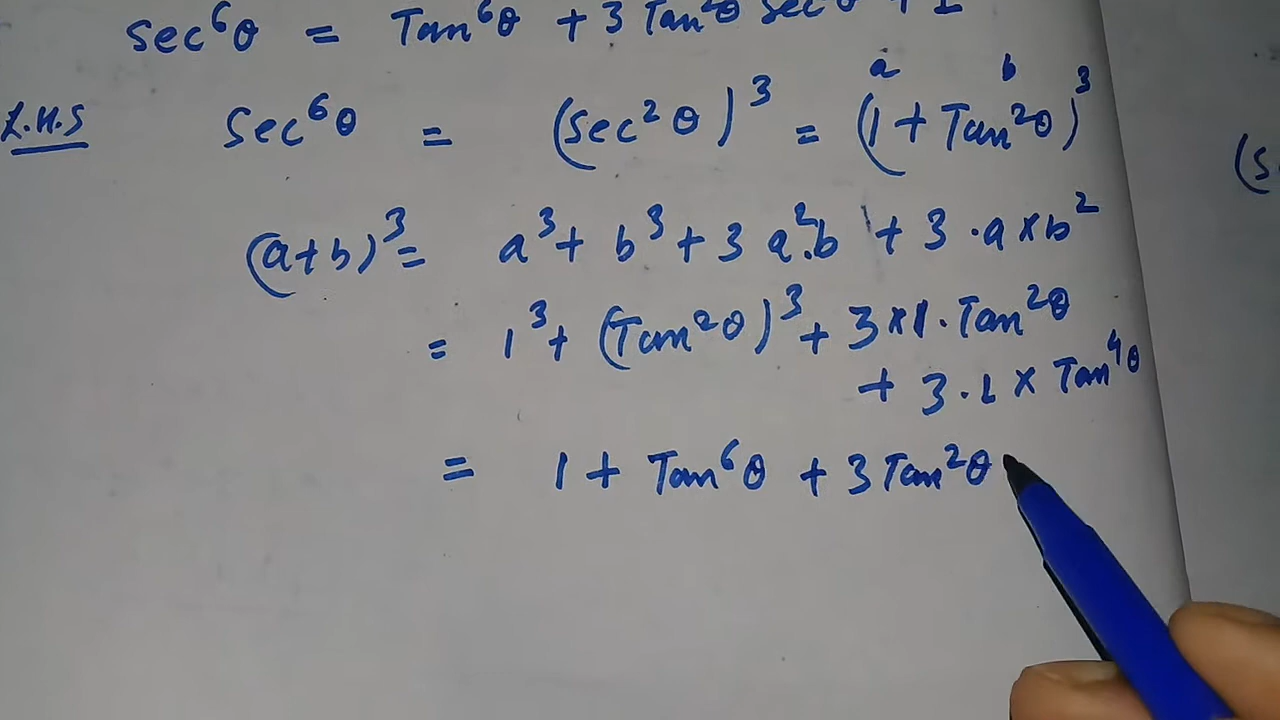 Sec⁶θ = Tan⁶θ + 3 Tan²θ Sec²θ + 1
L.H.S Sec⁶θ = (Sec²θ)³ = (1 + Tan²θ)³
a b
(a+b)³ = a³ + b³ + 3 a².b + 3 · a × b²
= 1³ + (Tan²θ)³ + 3×1 · Tan²θ
+ 3 · 1 × Tan⁴θ
= 1 + Tan⁶θ + 3 Tan²θ
(S